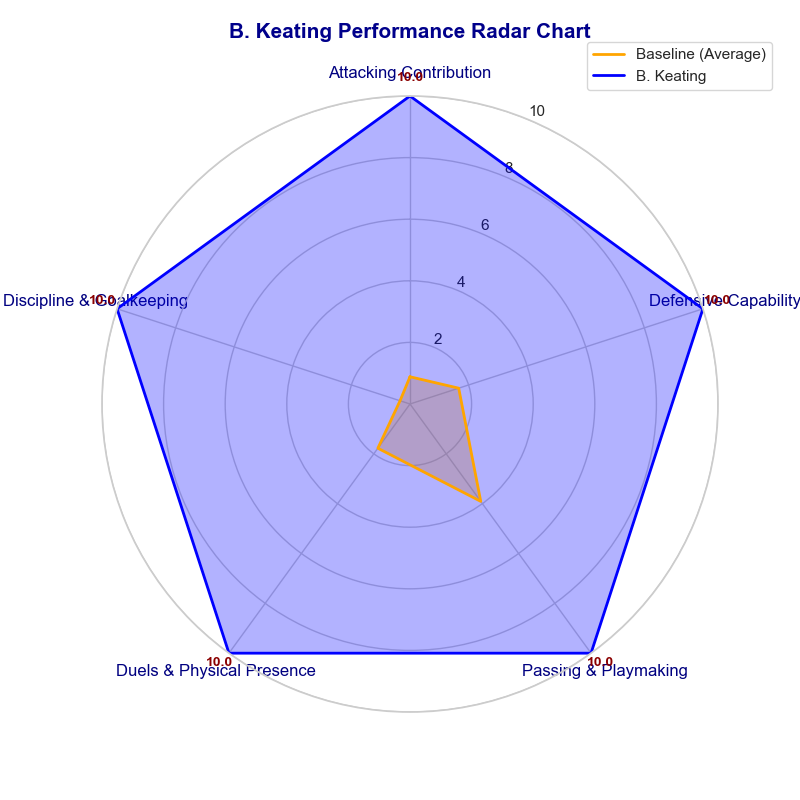 B. Keating Performance Radar Chart
Baseline (Average)
B. Keating
Attacking Contribution
10.0
10
8
6
4
2
Discipline & Goalkeeping
10.0
Defensive Capability
10.0
10.0
10.0
Duels & Physical Presence
Passing & Playmaking